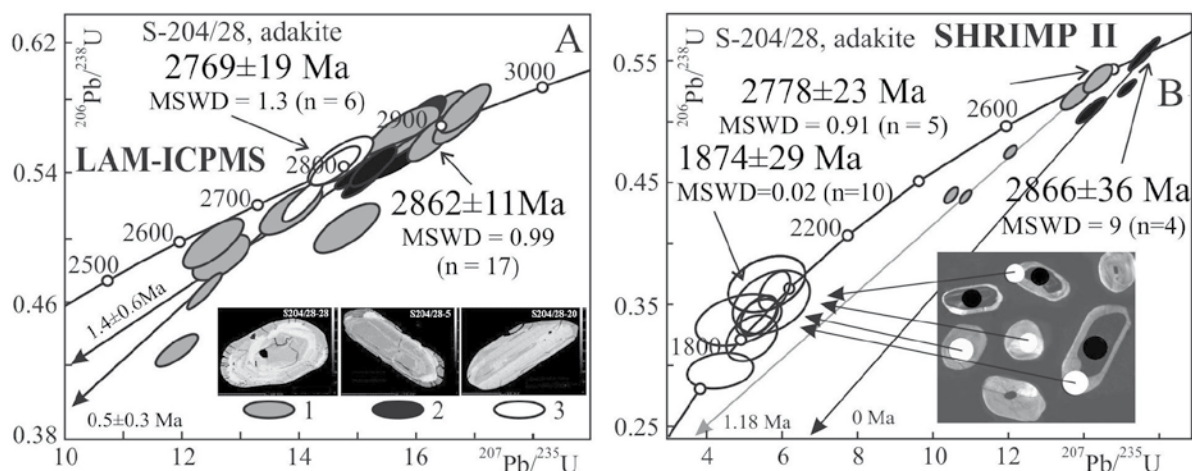 0.62
0.54
0.46
0.38
²⁰⁶Pb/²³⁸U
S-204/28, adakite
A
2769±19 Ma
MSWD = 1.3 (n = 6)
LAM-ICPMS
3000
2900
2800
2700
2600
2500
2862±11Ma
MSWD = 0.99
(n = 17)
1.4±0.6Ma
0.5±0.3 Ma
S204/28-28
S204/28-5
S204/28-20
1
2
3
10
12
14
16
²⁰⁷Pb/²³⁵U
0.55
0.45
0.35
0.25
²⁰⁶Pb/²³⁸U
S-204/28, adakite
SHRIMP II
B
2778±23 Ma
MSWD = 0.91 (n = 5)
2600
1874±29 Ma
MSWD=0.02 (n=10)
2866±36 Ma
MSWD = 9 (n=4)
2200
1800
1.18 Ma
0 Ma
4
6
8
10
12
²⁰⁷Pb/²³⁵U